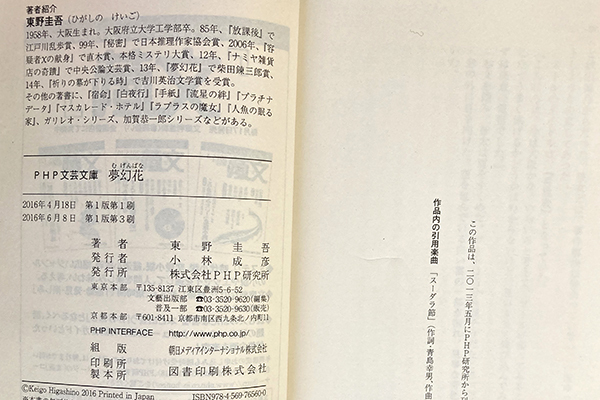 著者紹介
東野圭吾(ひがしの けいご)
1958年、大阪生まれ。大阪府立大学工学部卒。85年、『放課後』で
江戸川乱歩賞、99年、『秘密』で日本推理作家協会賞、2006年、『容
疑者Xの献身』で直木賞、本格ミステリ大賞、12年、『ナミヤ雑貨
店の奇蹟』で中央公論文芸賞、13年、『夢幻花』で柴田錬三郎賞、
14年、『祈りの幕が下りる時』で吉川英治文学賞を受賞。
その他の著書に、『宿命』『白夜行』『手紙』『流星の絆』『プラチナ
データ』『マスカレード・ホテル』『ラプラスの魔女』『人魚の眠る
家』、ガリレオ・シリーズ、加賀恭一郎シリーズなどがある。
PHP文芸文庫 夢幻花
むげんばな
2016年4月18日 第1版第1刷
2016年6月8日 第1版第3刷
著者 東野圭吾
発行者 小林成彦
発行所 株式会社PHP研究所
東京本部 〒135-8137 江東区豊洲5-6-52
文藝出版部 ☎03-3520-9620(編集)
普及一部 ☎03-3520-9630(販売)
京都本部 〒601-8411 京都市南区西九条北ノ内町11
PHP INTERFACE http://www.php.co.jp/
組版 朝日メディアインターナショナル株式会社
印刷所
製本所 図書印刷株式会社
©Keigo Higashino 2016 Printed in Japan ISBN978-4-569-76560-0
この作品は、二〇一三年五月にPHP研究所から
作品内の引用楽曲
「スーダラ節」(作詞・青島幸男、作曲